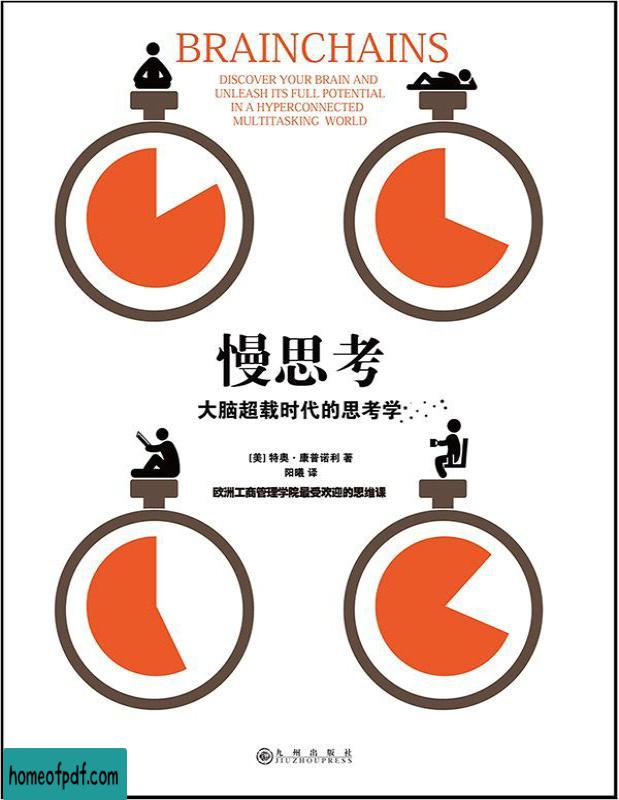 BRAINCHAINS
DISCOVER YOUR BRAIN AND
UNLEASH ITS FULL POTENTIAL
IN A HYPERCONNECTED
MULTITASKING WORLD
慢思考
大脑超载时代的思考学
[美] 特奥·康普诺利 著
阳曦 译
欧洲工商管理学院最受欢迎的思维课
九州出版社
JIUZHOUPRESS
homeofpdf.com